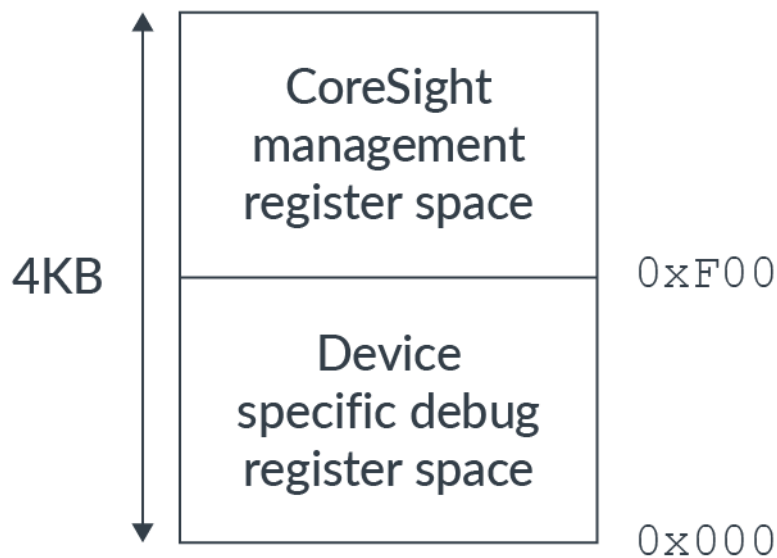 CoreSight
management
register space
4KB
0xF00
Device
specific debug
register space
0x000